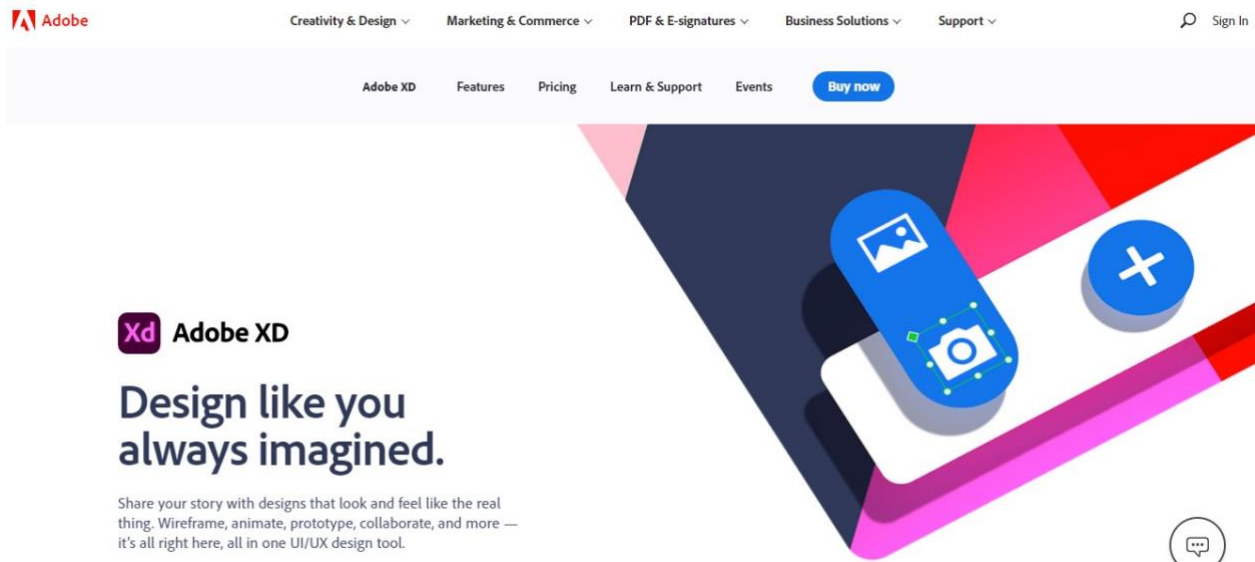 Adobe
Creativity & Design
Marketing & Commerce
PDF & E-signatures
Business Solutions
Support
Sign In
Adobe XD
Features
Pricing
Learn & Support
Events
Buy now
Xd Adobe XD
Design like you
always imagined.
Share your story with designs that look and feel like the real
thing. Wireframe, animate, prototype, collaborate, and more —
it's all right here, all in one UI/UX design tool.